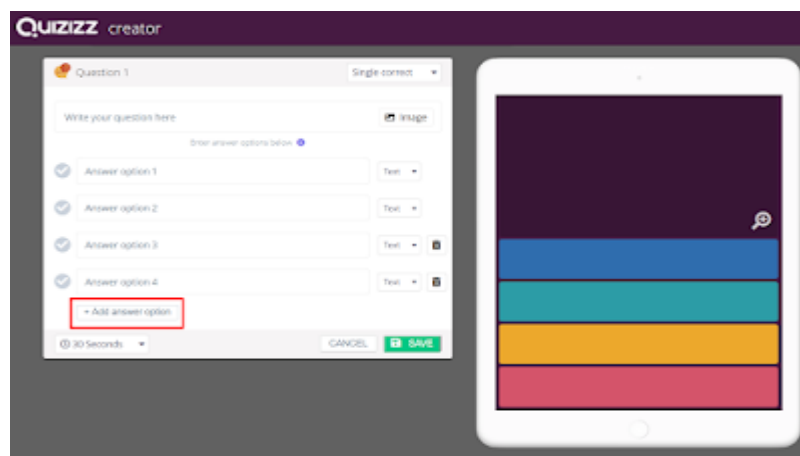 QUIZIZZ creator
Question 1
Single correct
Write your question here
Image
Enter answer options below
Answer option 1
Text
Answer option 2
Text
Answer option 3
Text
Answer option 4
Text
+ Add answer option
30 Seconds
CANCEL
SAVE